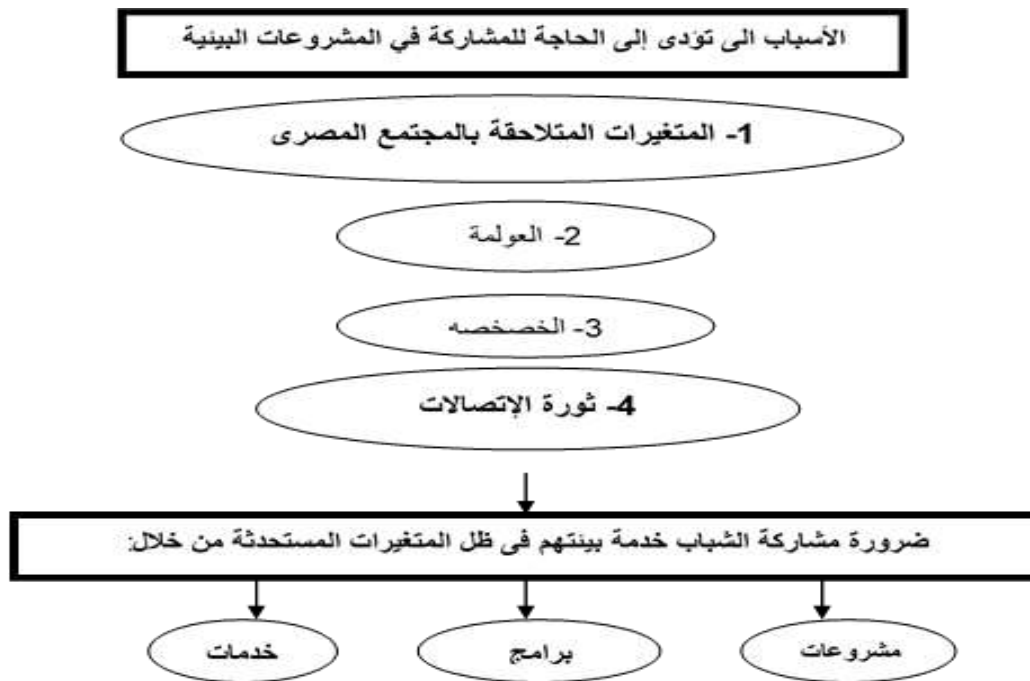 الأسباب الى تؤدى إلى الحاجة للمشاركة في المشروعات البيئية
1- المتغيرات المتلاحقة بالمجتمع المصرى
2- العولمة
3- الخصخصه
4- ثورة الإتصالات
ضرورة مشاركة الشباب خدمة بيئتهم فى ظل المتغيرات المستحدثة من خلال:
مشروعات
برامج
خدمات